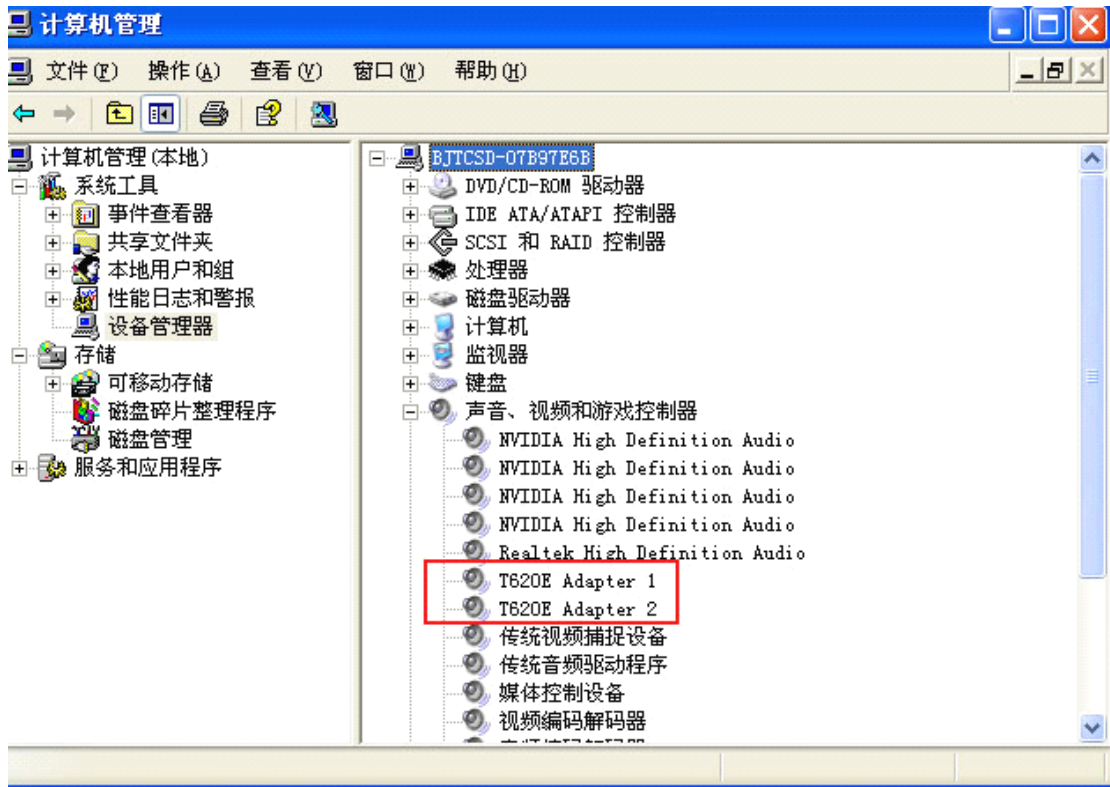 计算机管理
文件(F) 操作(A) 查看(V) 窗口(W) 帮助(H)
计算机管理(本地)
系统工具
事件查看器
共享文件夹
本地用户和组
性能日志和警报
设备管理器
存储
可移动存储
磁盘碎片整理程序
磁盘管理
服务和应用程序
BJTCSD-07B97E6B
DVD/CD-ROM 驱动器
IDE ATA/ATAPI 控制器
SCSI 和 RAID 控制器
处理器
磁盘驱动器
计算机
监视器
键盘
声音、视频和游戏控制器
NVIDIA High Definition Audio
NVIDIA High Definition Audio
NVIDIA High Definition Audio
NVIDIA High Definition Audio
Realtek High Definition Audio
T620E Adapter 1
T620E Adapter 2
传统视频捕捉设备
传统音频驱动程序
媒体控制设备
视频编码解码器